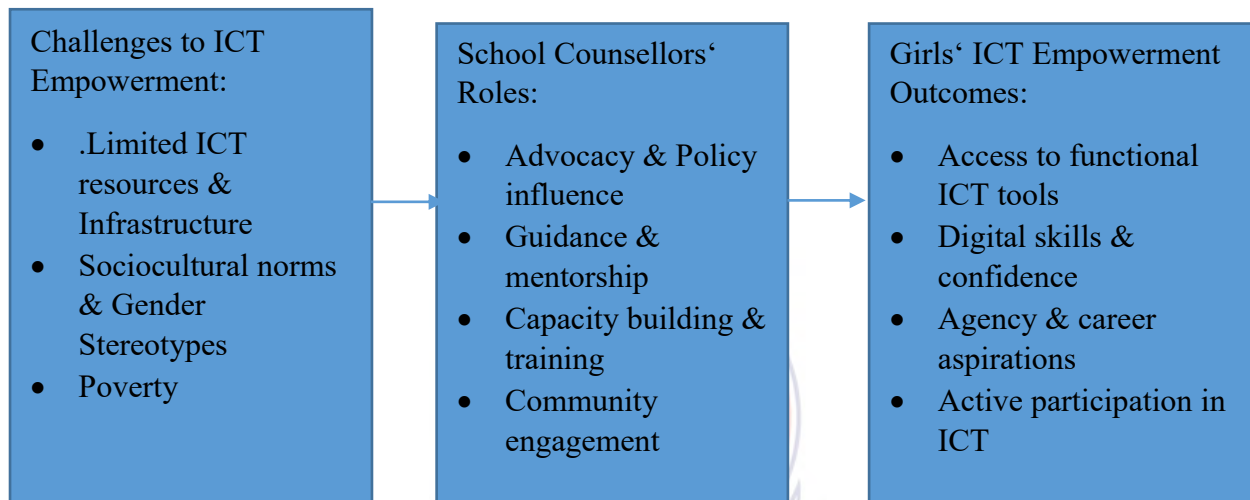 Challenges to ICT
Empowerment:
• .Limited ICT
resources &
Infrastructure
• Sociocultural norms
& Gender
Stereotypes
• Poverty
School Counsellors‘
Roles:
• Advocacy & Policy
influence
• Guidance &
mentorship
• Capacity building &
training
• Community
engagement
Girls‘ ICT Empowerment
Outcomes:
• Access to functional
ICT tools
• Digital skills &
confidence
• Agency & career
aspirations
• Active participation in
ICT